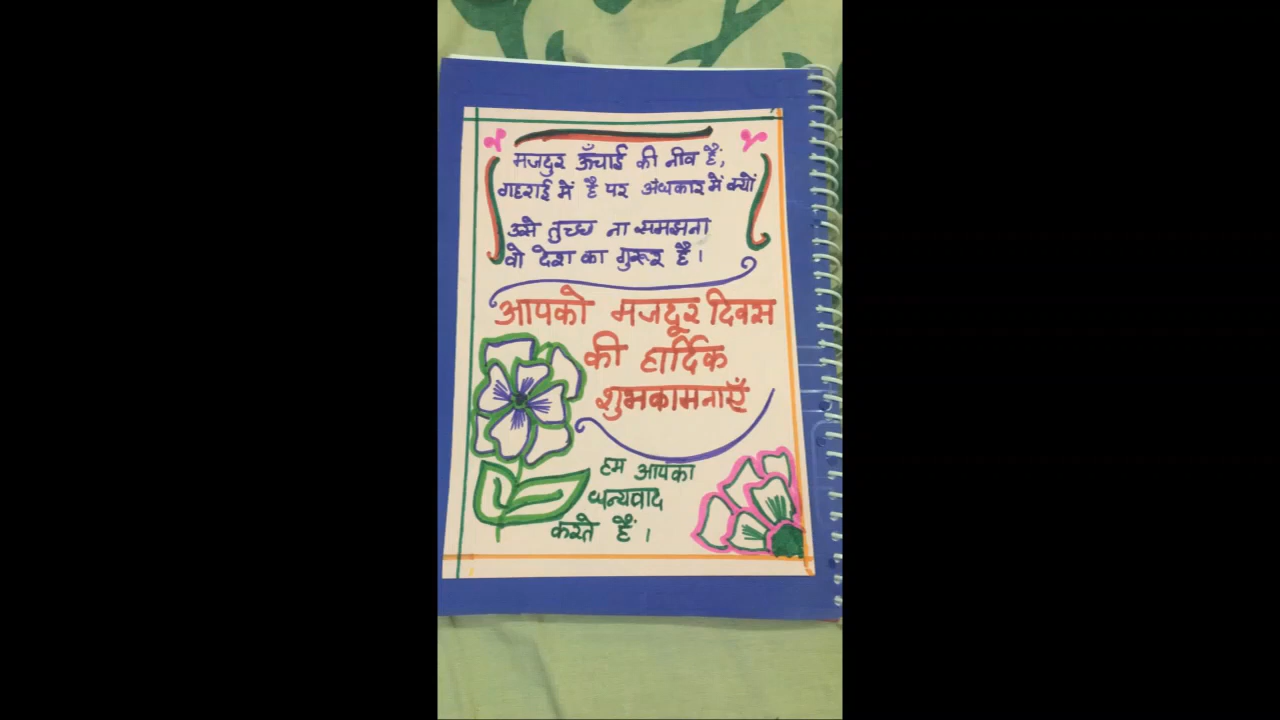 मजदुर ऊँचाई की नीव हैं,
गहराई में है पर अंधकार में क्यों
उसे तुच्छ ना समझना
वो देश का गुरूर है।
आपको मजदूर दिवस
की हार्दिक
शुभकामनाएँ
हम आपका
धन्यवाद
करते हैं।